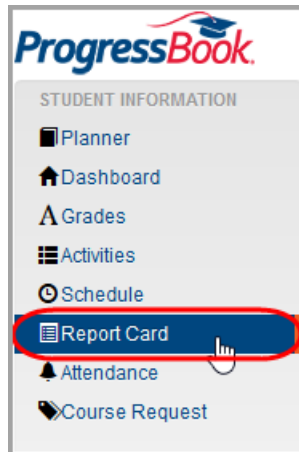 ProgressBook.
STUDENT INFORMATION
Planner
Dashboard
Grades
Activities
Schedule
Report Card
Attendance
Course Request